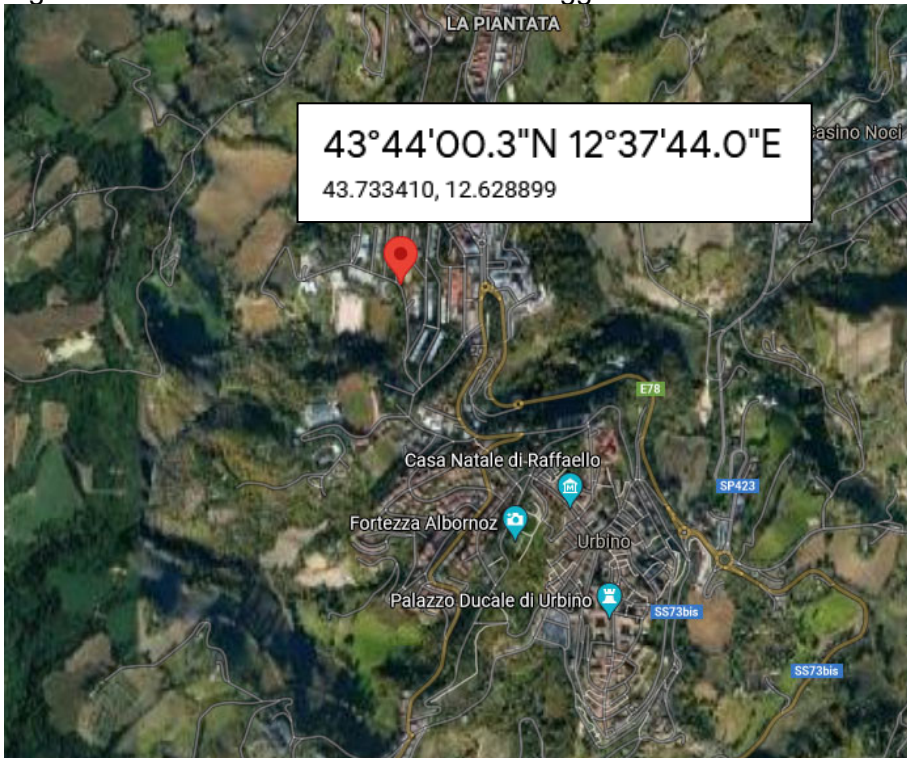 LA PIANTATA
43°44'00.3"N 12°37'44.0"E
43.733410, 12.628899
asino Noci
E78
Casa Natale di Raffaello
SP423
Fortezza Albornoz
Urbino
Palazzo Ducale di Urbino
SS73bis
SS73bis